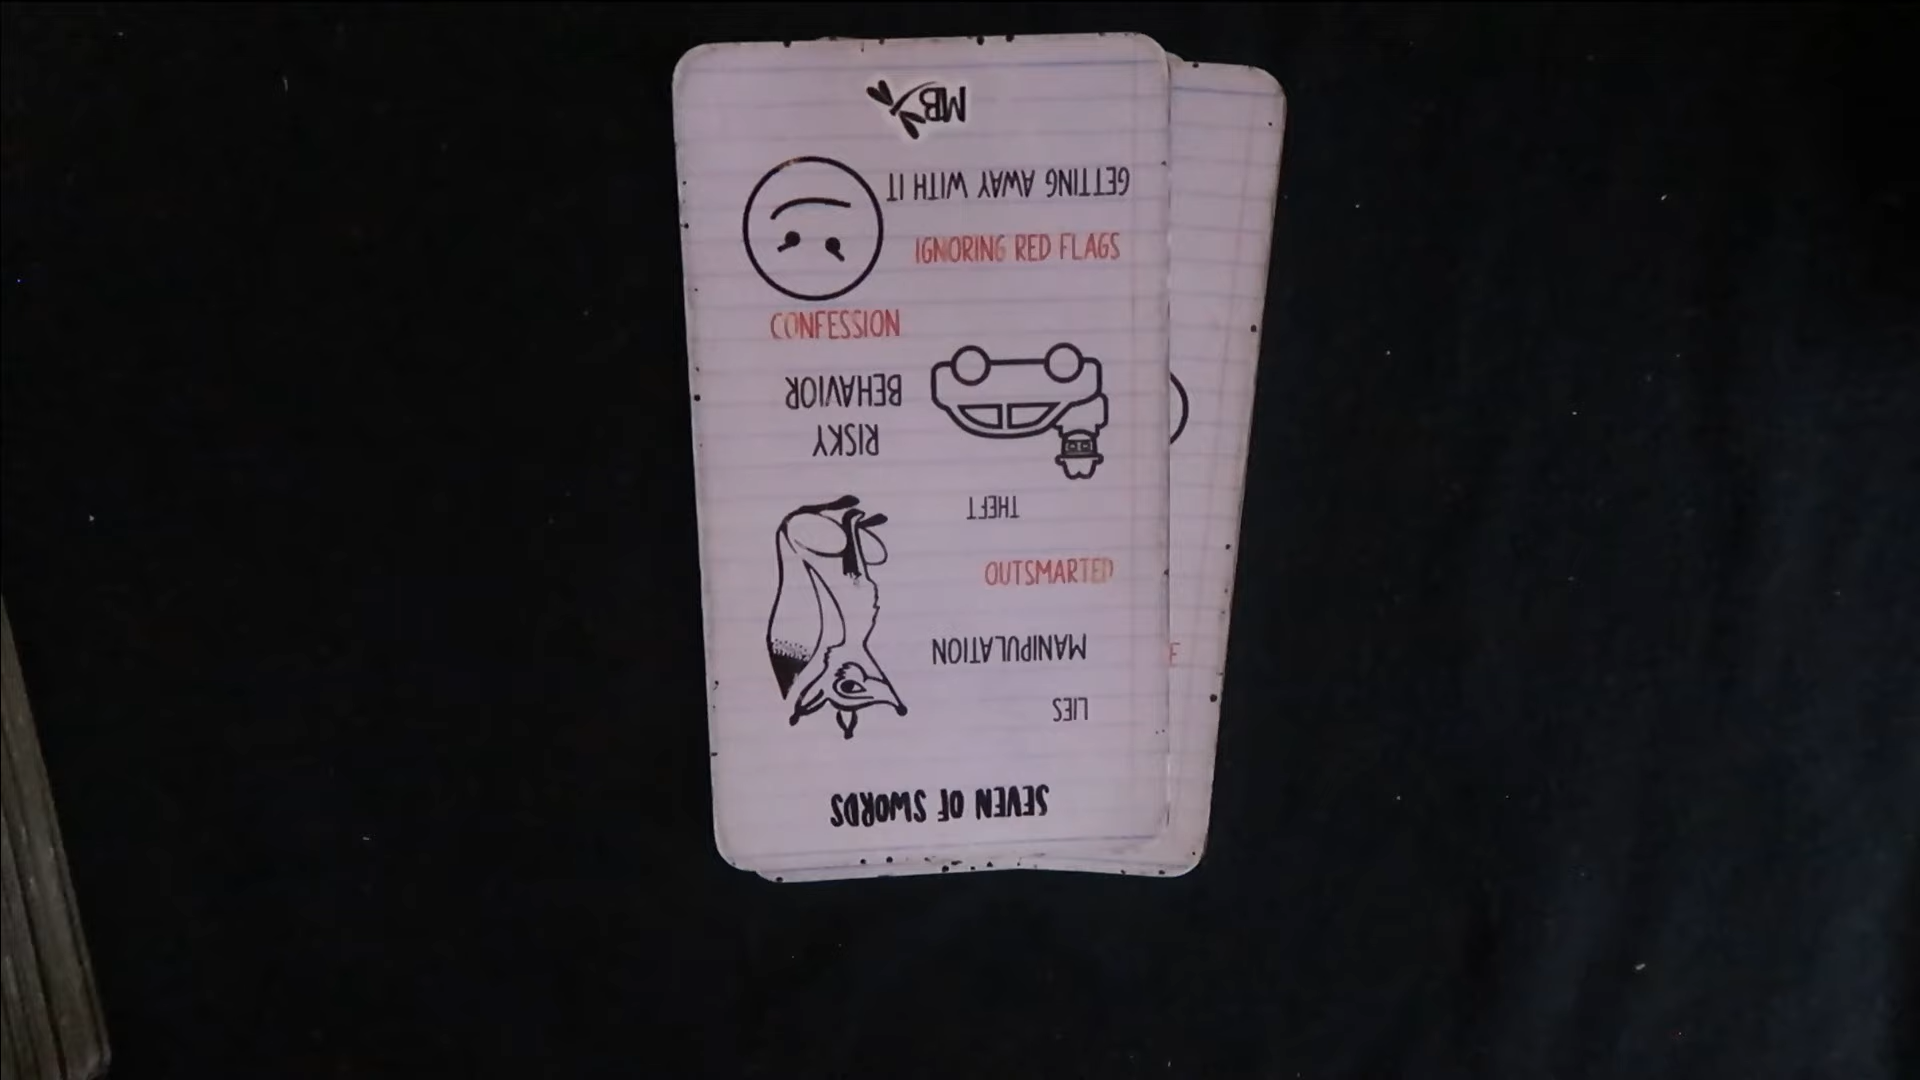 MB
GETTING AWAY WITH IT
IGNORING RED FLAGS
CONFESSION
BEHAVIOR
RISKY
THEFT
OUTSMARTED
MANIPULATION
LIES
SEVEN OF SWORDS